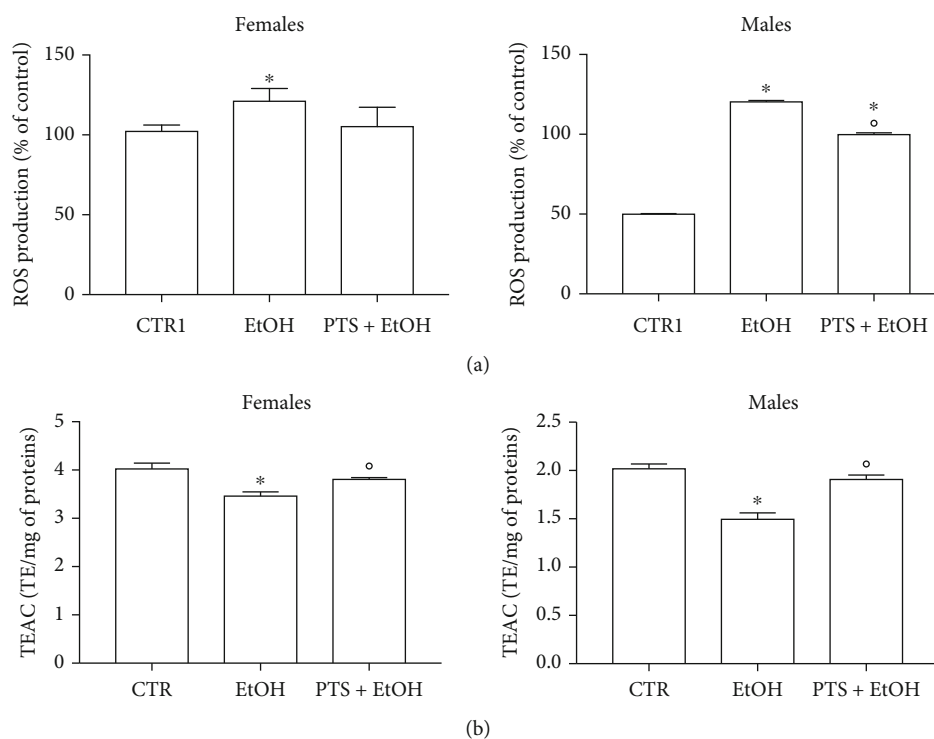 Females
Males
ROS production (% of control)
150
100
50
0
*
CTR1
EtOH
PTS + EtOH
ROS production (% of control)
150
100
50
0
*
*
°
CTR1
EtOH
PTS + EtOH
(a)
Females
Males
TEAC (TE/mg of proteins)
5
4
3
2
1
0
*
°
CTR
EtOH
PTS + EtOH
TEAC (TE/mg of proteins)
2.5
2.0
1.5
1.0
0.5
0.0
*
°
CTR
EtOH
PTS + EtOH
(b)